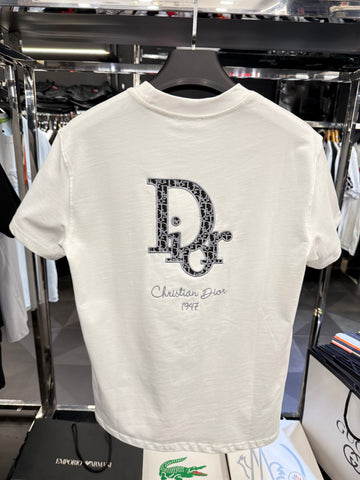 Dior
Christian Dior
1947
EMPORIO ARMANI